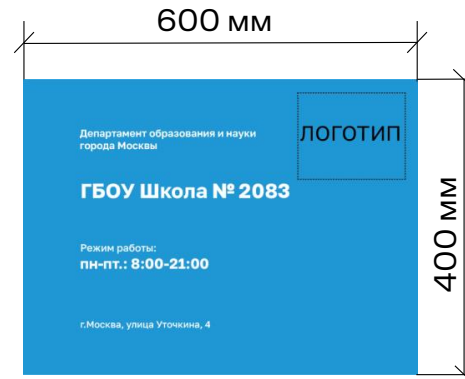 600 мм
Департамент образования и науки
города Москвы
ЛОГОТИП
ГБОУ Школа № 2083
400 мм
Режим работы:
пн-пт.: 8:00-21:00
г.Москва, улица Уточкина, 4